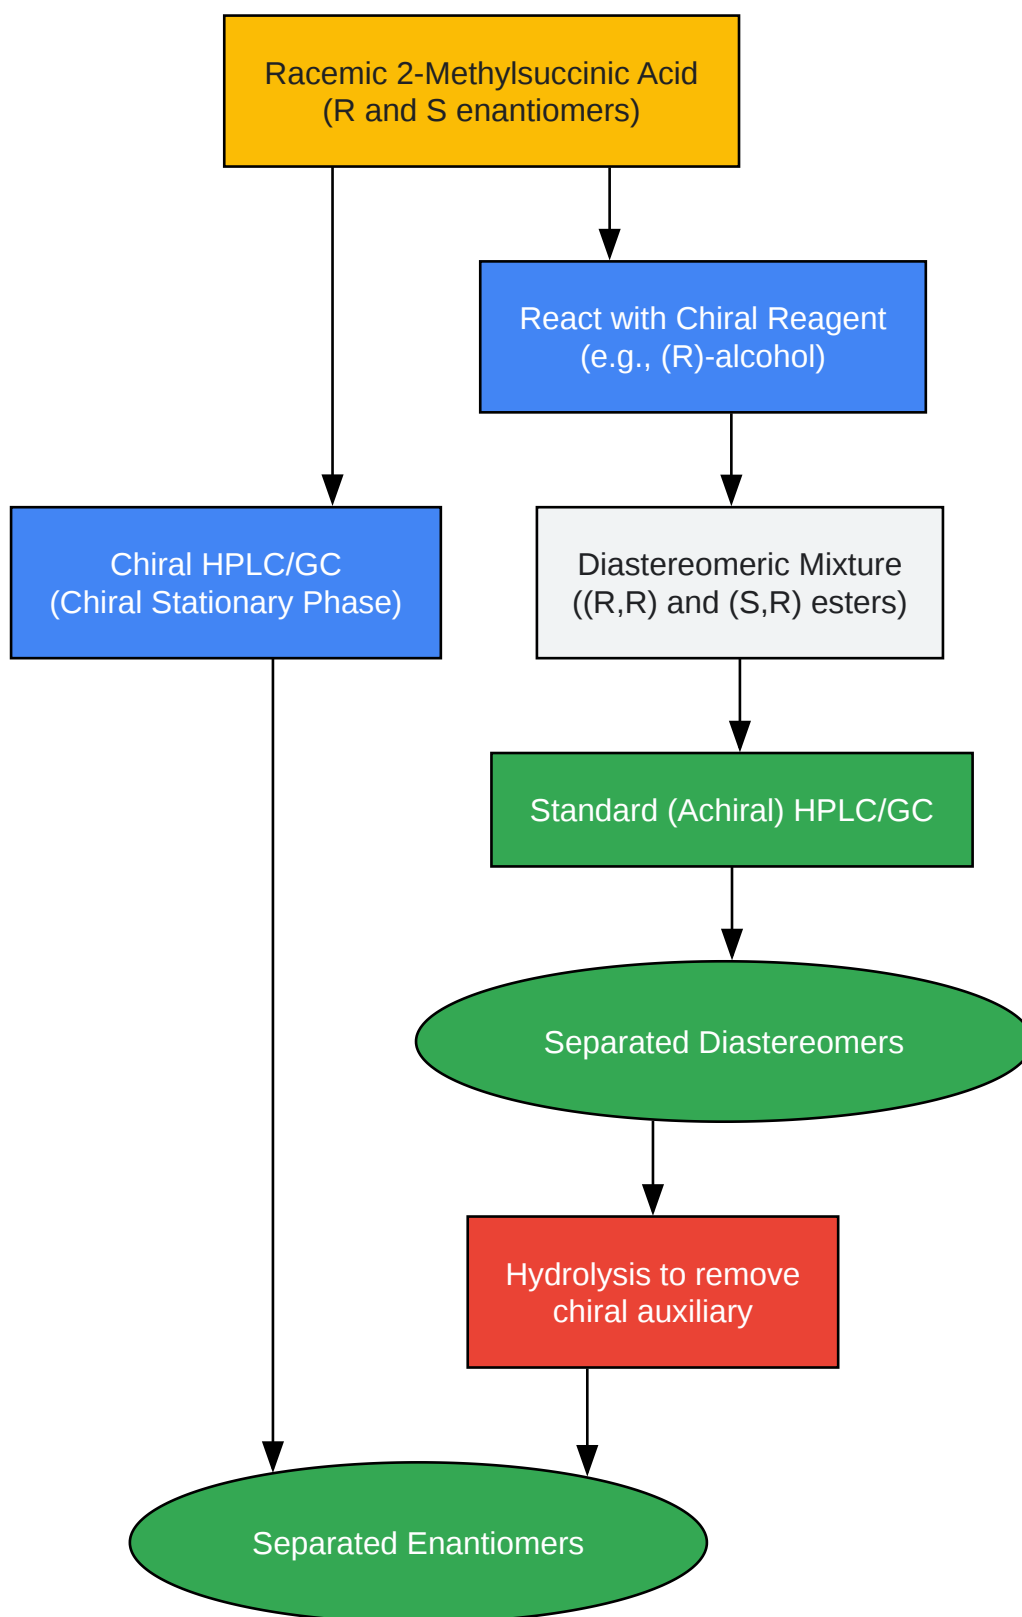 Racemic 2-Methylsuccinic Acid
(R and S enantiomers)
React with Chiral Reagent
(e.g., (R)-alcohol)
Chiral HPLC/GC
(Chiral Stationary Phase)
Diastereomeric Mixture
((R,R) and (S,R) esters)
Standard (Achiral) HPLC/GC
Separated Diastereomers
Hydrolysis to remove
chiral auxiliary
Separated Enantiomers